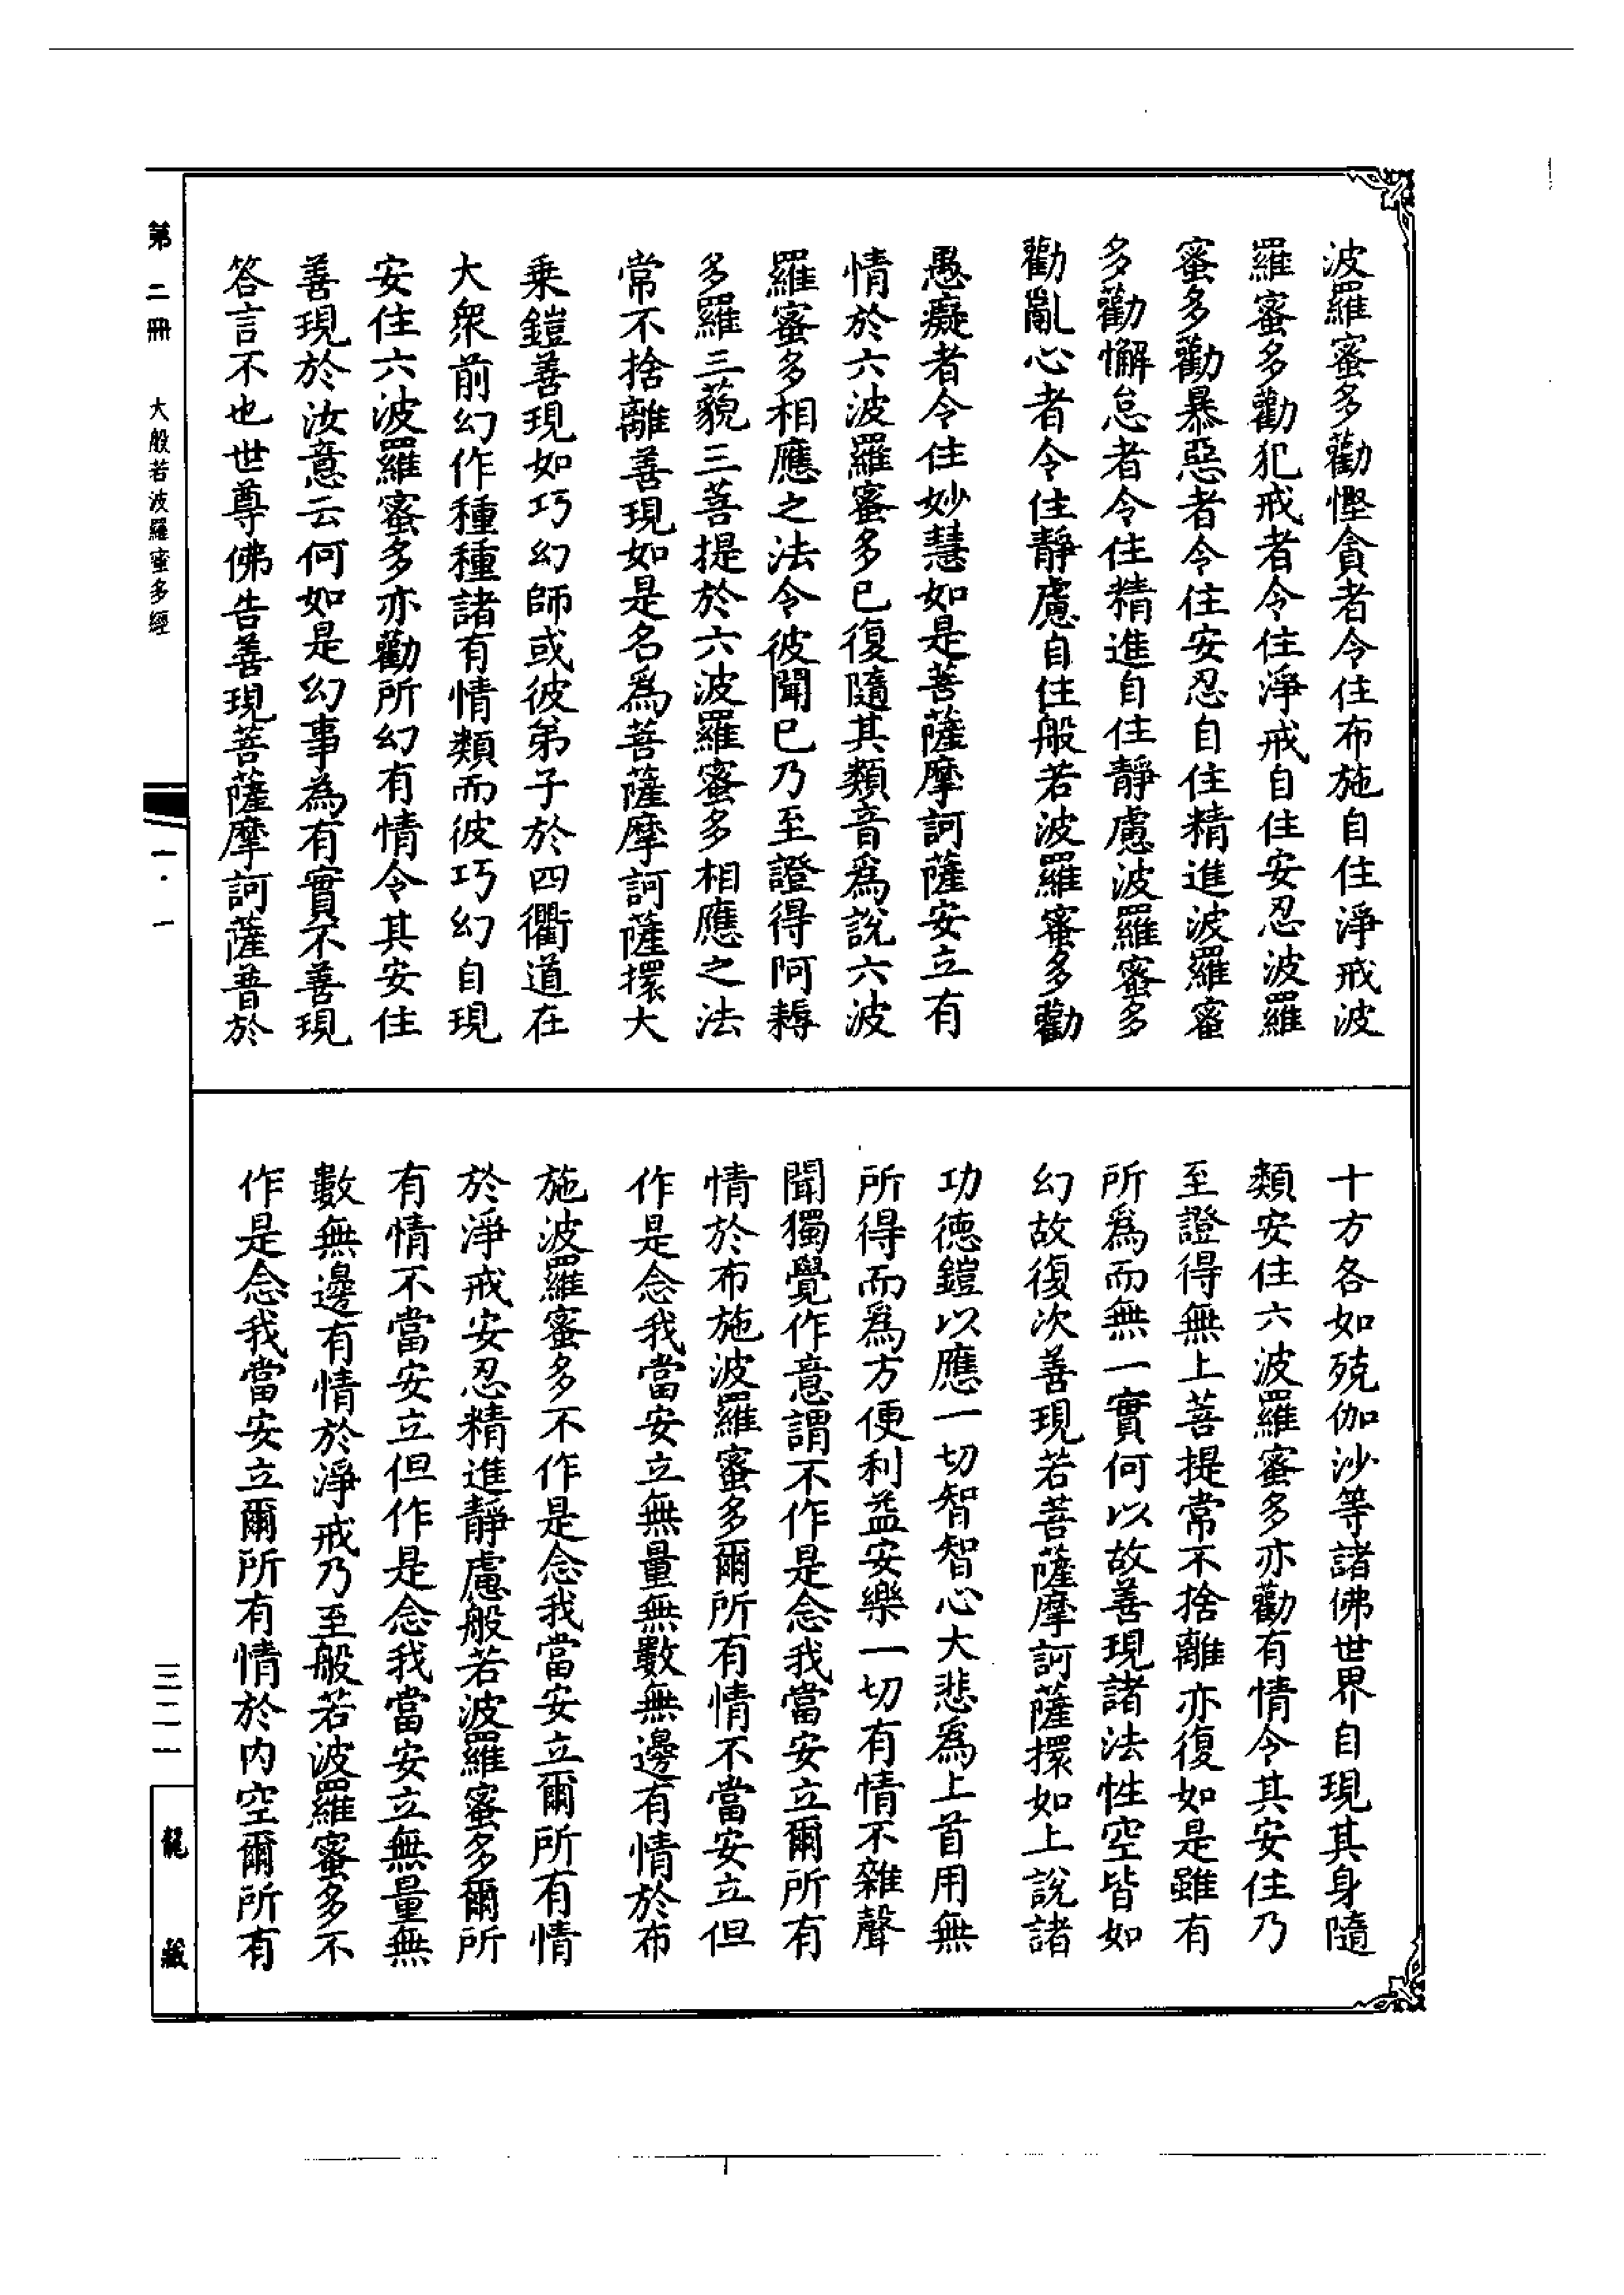 波羅蜜多勸慳貪者令住布施自住淨戒波
羅蜜多勸犯戒者令住淨戒自住安忍波羅
蜜多勸暴惡者令住安忍自住精進波羅蜜
多勸懈怠者令住精進自住靜慮波羅蜜多
勸亂心者令住靜慮自住般若波羅蜜多勸
愚癡者令住妙慧如是菩薩摩訶薩安立有
情於六波羅蜜多已復隨其類音爲說六波
羅蜜多相應之法令彼聞已乃至證得阿耨
多羅三藐三菩提於六波羅蜜多相應之法
常不捨離善現如是名爲菩薩摩訶薩擐大
乗鎧善現如巧幻師或彼弟子於四衢道在
大衆前幻作種種諸有情類而彼巧幻自現
安住六波羅蜜多亦勸所幻有情令其安住
善現於汝意云何如是幻事為有實不善現
答言不也世尊佛告善現菩薩摩訶薩普於
十方各如殑伽沙等諸佛世界自現其身隨
類安住六波羅蜜多亦勸有情令其安住乃
至證得無上菩提常不捨離亦復如是雖有
所爲而無一實何以故善現諸法性空皆如
幻故復次善現若菩薩摩訶薩擐如上說諸
功德鎧以應一切智智心大悲爲上首用無
所得而爲方便利益安樂一切有情不雜聲
聞獨覺作意謂不作是念我當安立爾所有
情於布施波羅蜜多爾所有情不當安立但
作是念我當安立無量無數無邊有情於布
施波羅蜜多不作是念我當安立爾所有情
於淨戒安忍精進靜慮般若波羅蜜多爾所
有情不當安立但作是念我當安立無量無
數無邊有情於淨戒乃至般若波羅蜜多不
作是念我當安立爾所有情於內空爾所有
第二冊 大般若波羅蜜多經
一·一
三二一
龍藏